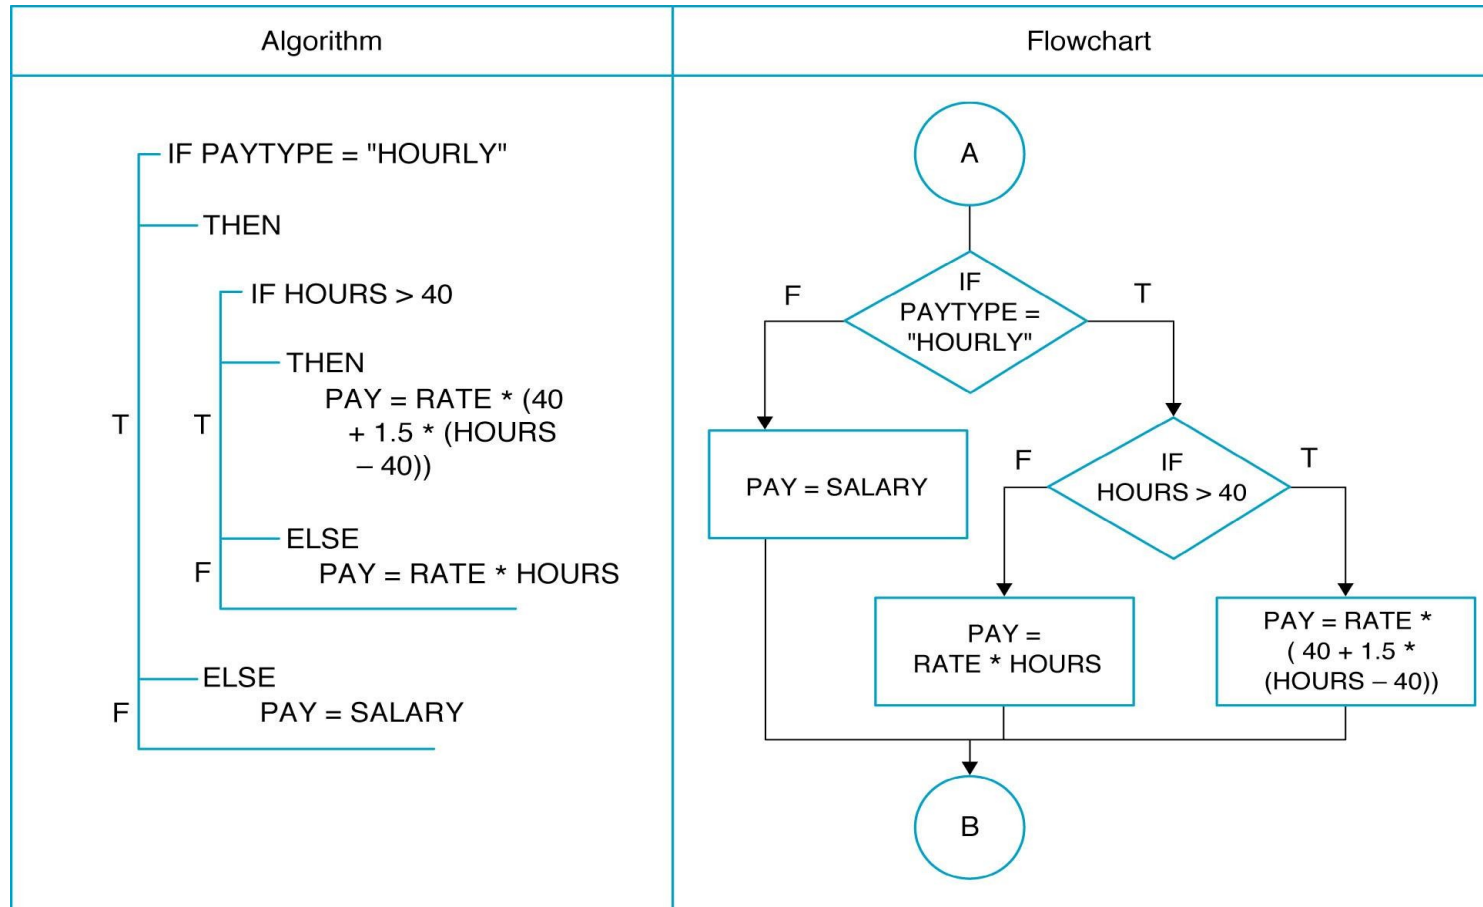 Algorithm
IF PAYTYPE = "HOURLY"
THEN
IF HOURS > 40
THEN
PAY = RATE * (40
+ 1.5 * (HOURS
– 40))
T
T
ELSE
F
PAY = RATE * HOURS
ELSE
F
PAY = SALARY
Flowchart
A
IF
PAYTYPE =
"HOURLY"
F
T
PAY = SALARY
IF
HOURS > 40
F
T
PAY =
RATE * HOURS
PAY = RATE *
( 40 + 1.5 *
(HOURS – 40))
B